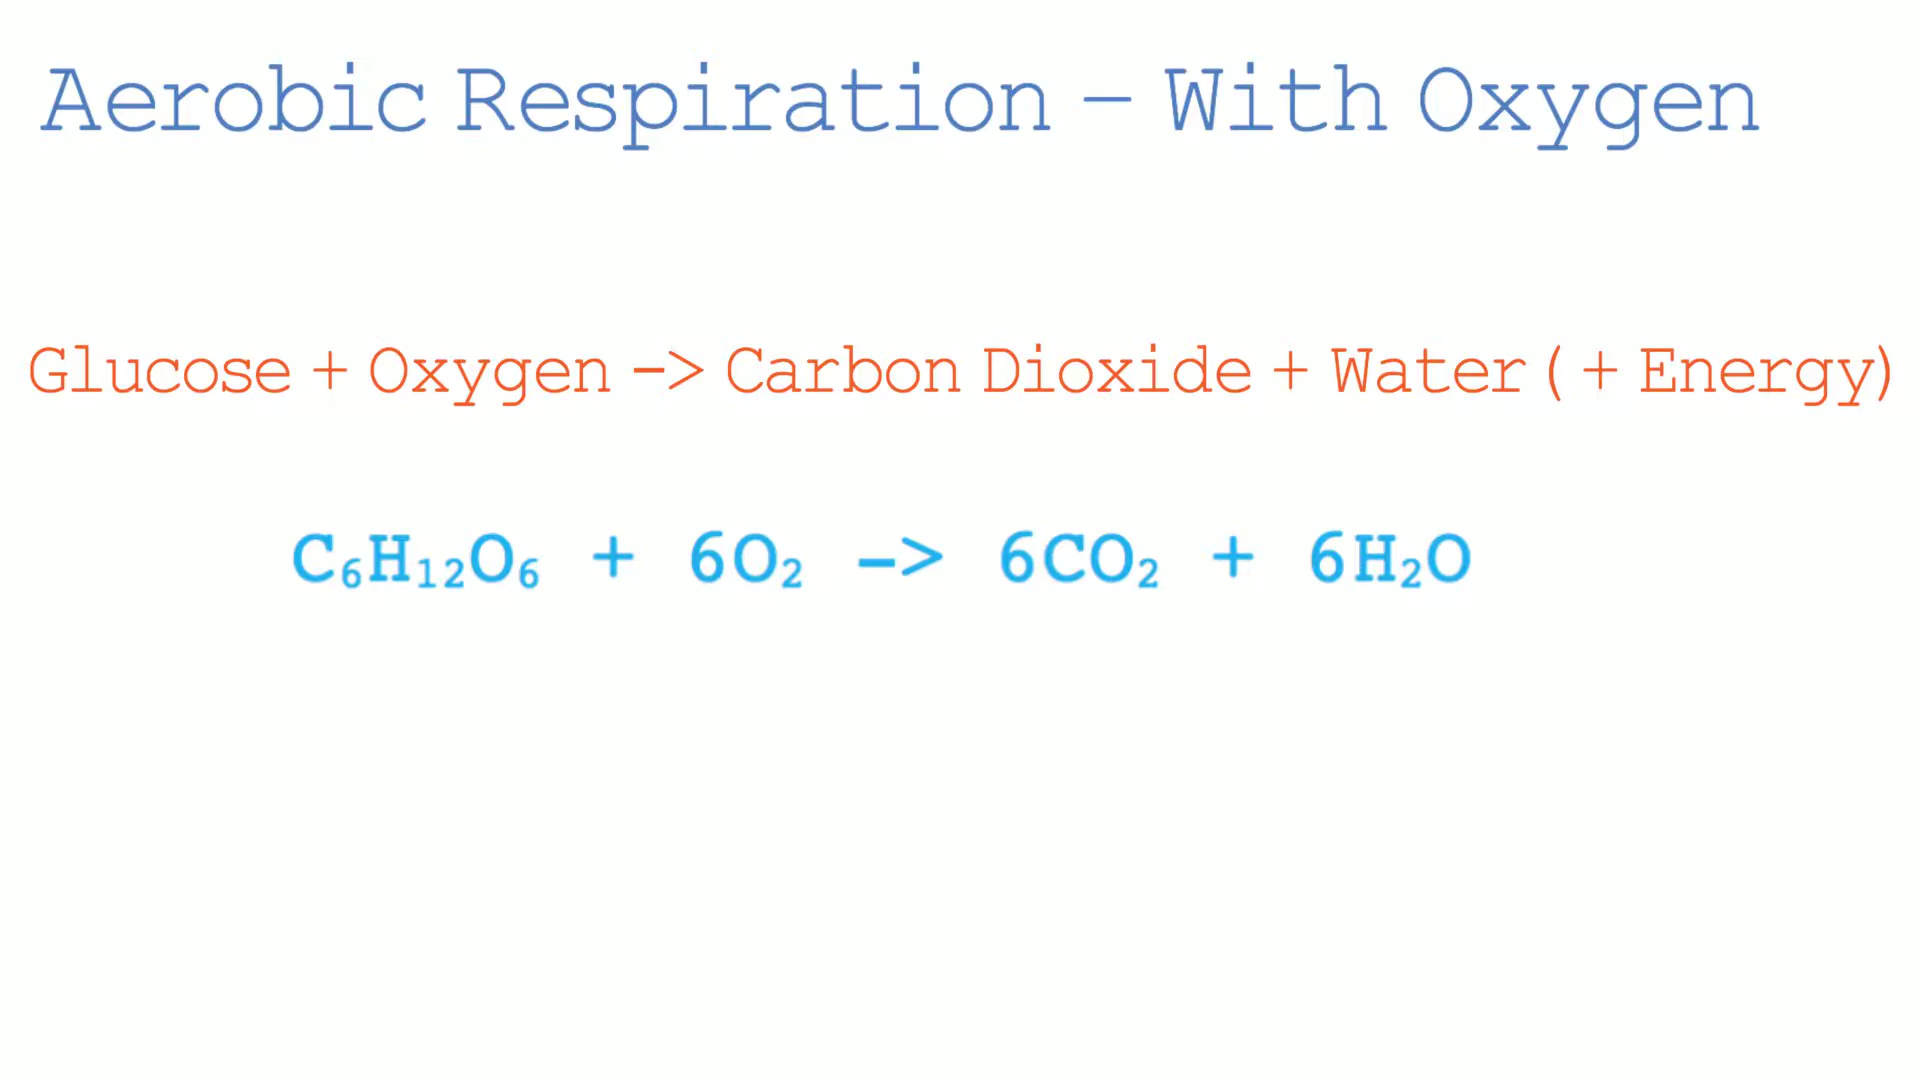 Aerobic Respiration – With Oxygen
Glucose + Oxygen -> Carbon Dioxide + Water ( + Energy)
C₆H₁₂O₆ + 6O₂ -> 6CO₂ + 6H₂O